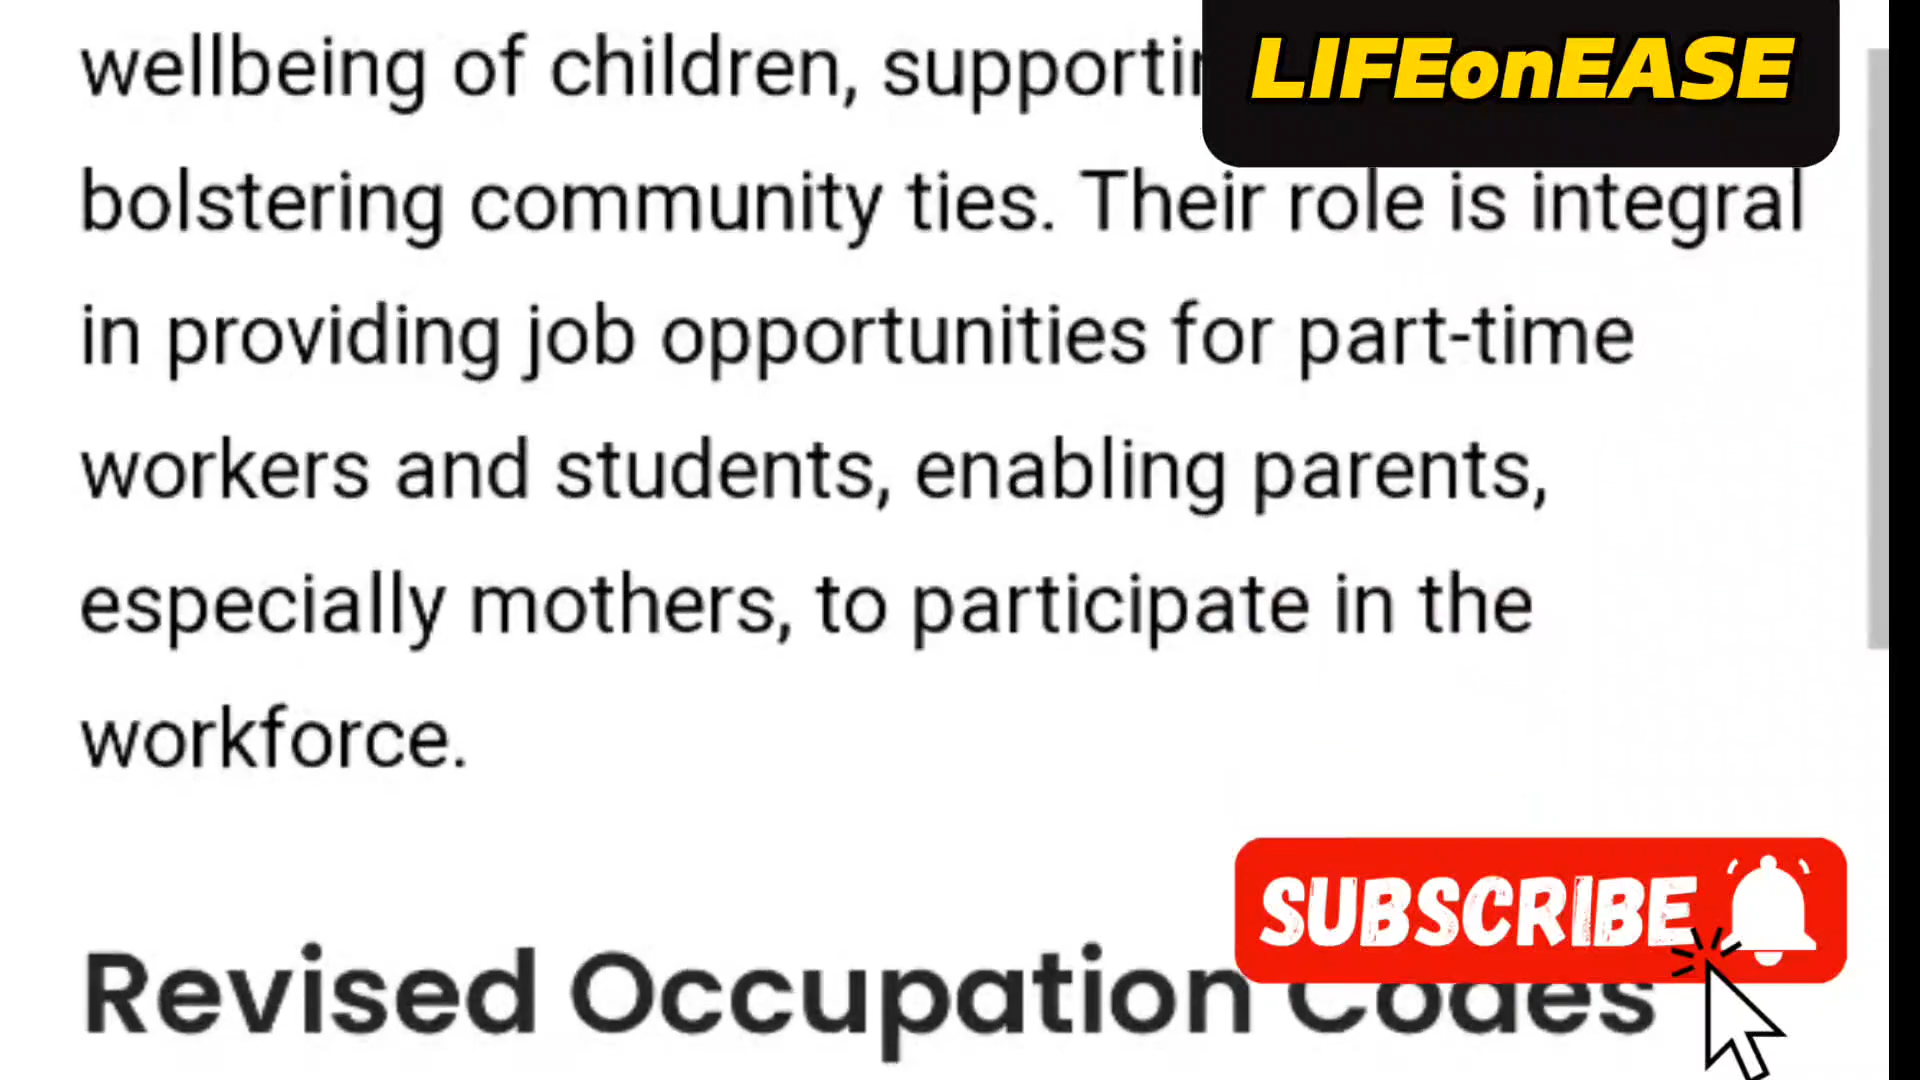 wellbeing of children,
LIFEonEASE
bolstering community ties. Their role is integral
in providing job opportunities for part-time
workers and students, enabling parents,
especially mothers, to participate in the
workforce.
SUBSCRIBE
Revised Occupation Codes